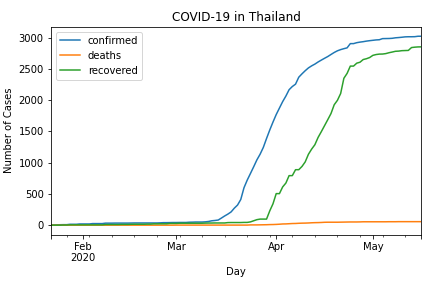 COVID-19 in Thailand
confirmed
deaths
recovered
Number of Cases
3000
2500
2000
1500
1000
500
0
Feb
2020
Mar
Apr
May
Day